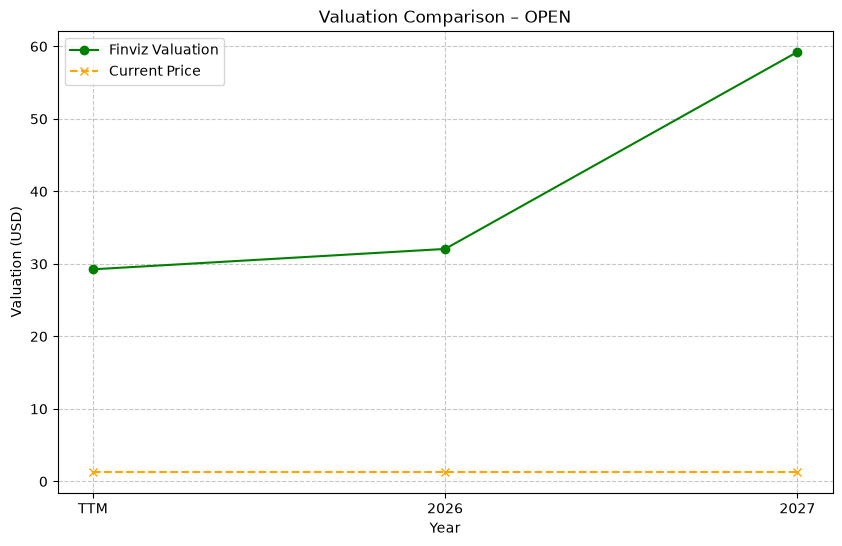 Valuation Comparison – OPEN
Finviz Valuation
Current Price
Valuation (USD)
60
50
40
30
20
10
0
TTM 2026 2027
Year